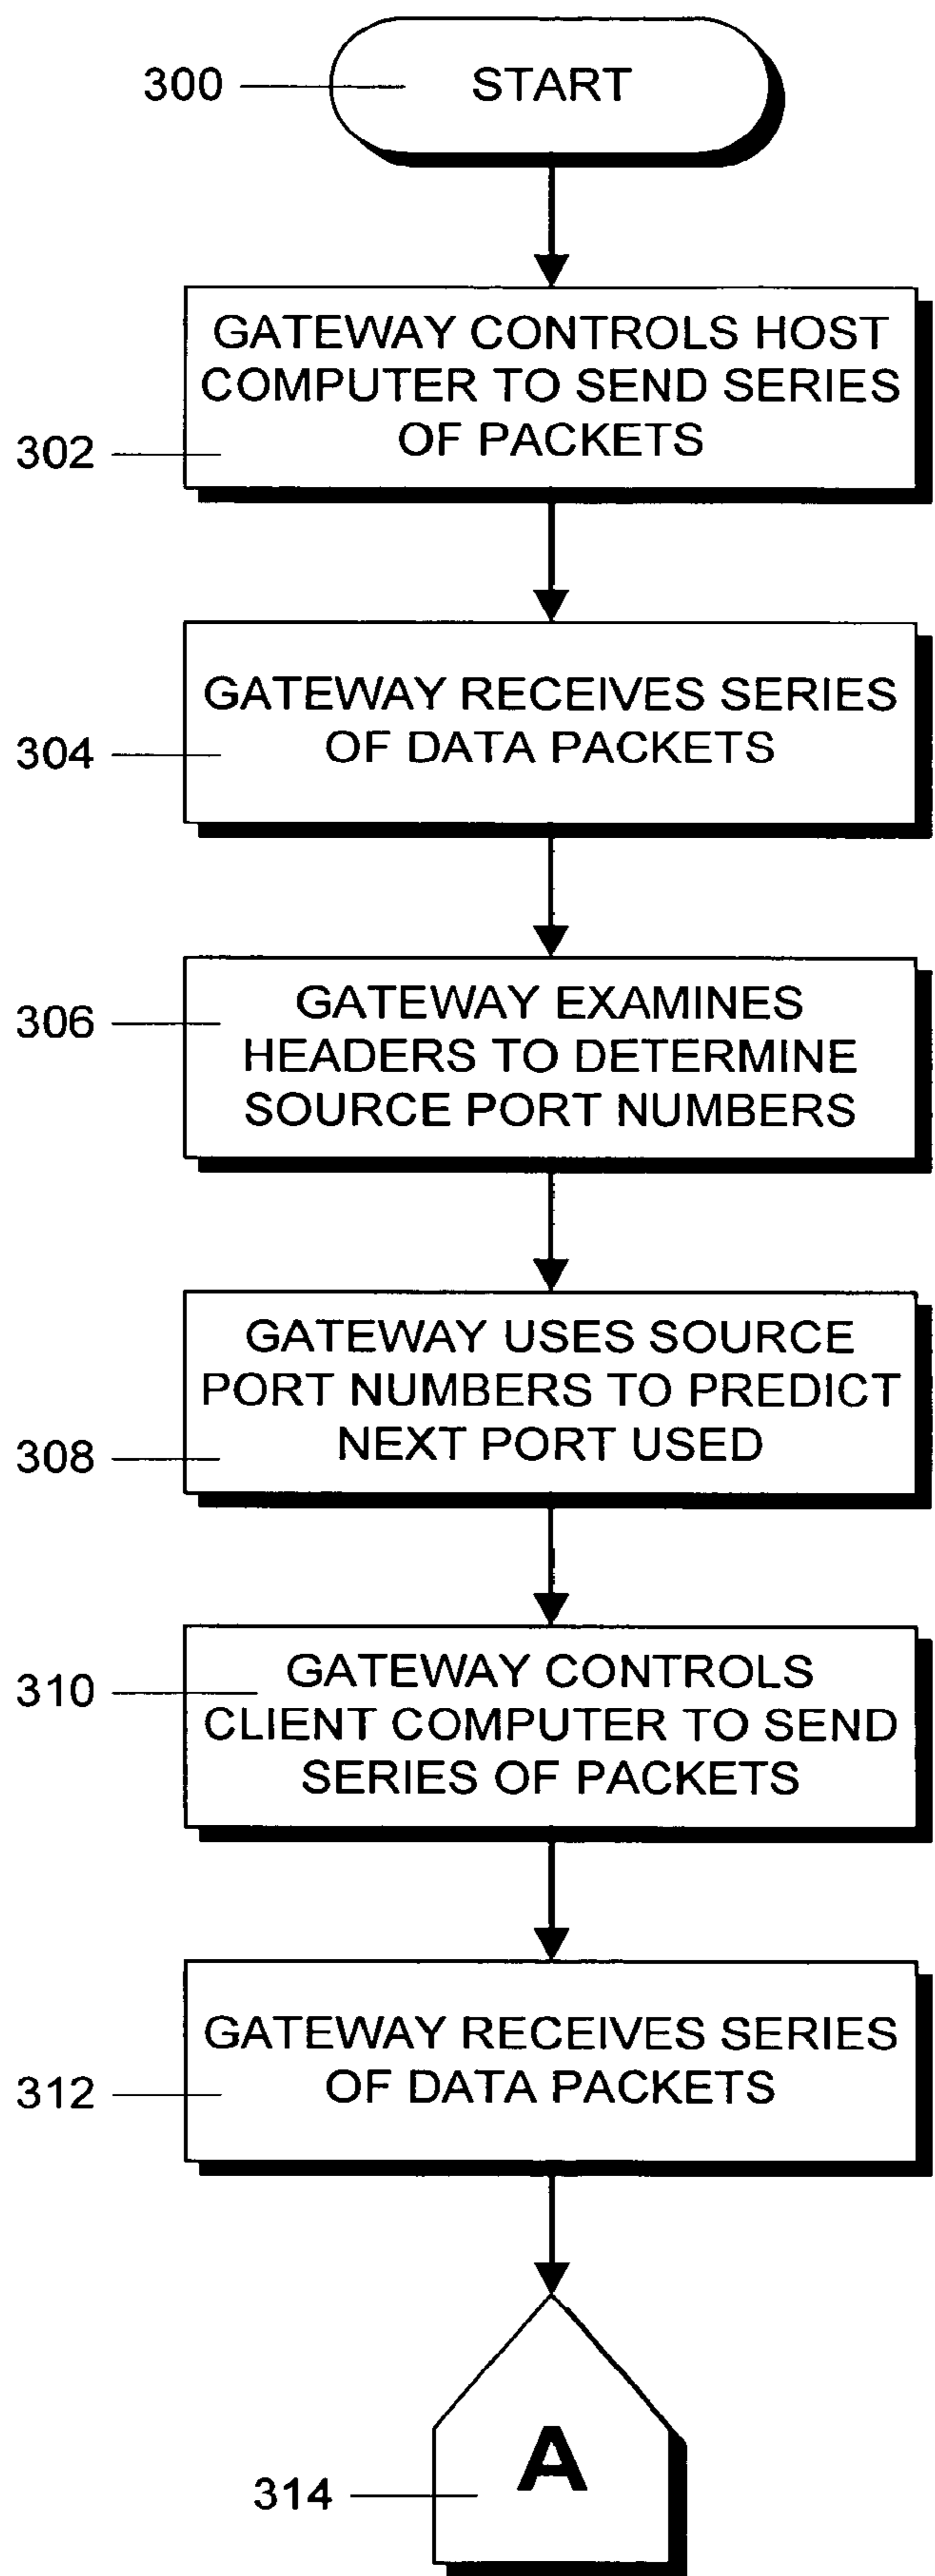 300
START
GATEWAY CONTROLS HOST
COMPUTER TO SEND SERIES
OF PACKETS
302
GATEWAY RECEIVES SERIES
OF DATA PACKETS
304
GATEWAY EXAMINES
HEADERS TO DETERMINE
SOURCE PORT NUMBERS
306
GATEWAY USES SOURCE
PORT NUMBERS TO PREDICT
NEXT PORT USED
308
GATEWAY CONTROLS
CLIENT COMPUTER TO SEND
SERIES OF PACKETS
310
GATEWAY RECEIVES SERIES
OF DATA PACKETS
312
A
314